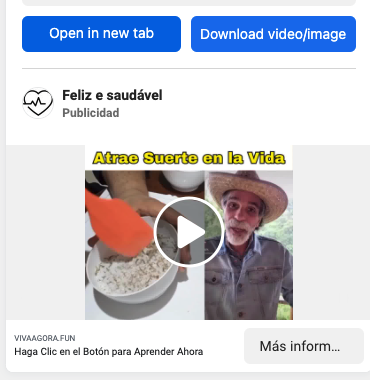 Open in new tab
Download video/image
Feliz e saudável
Publicidad
Atrae Suerte en la Vida
VIVAAGORA.FUN
Haga Clic en el Botón para Aprender Ahora
Más inform...